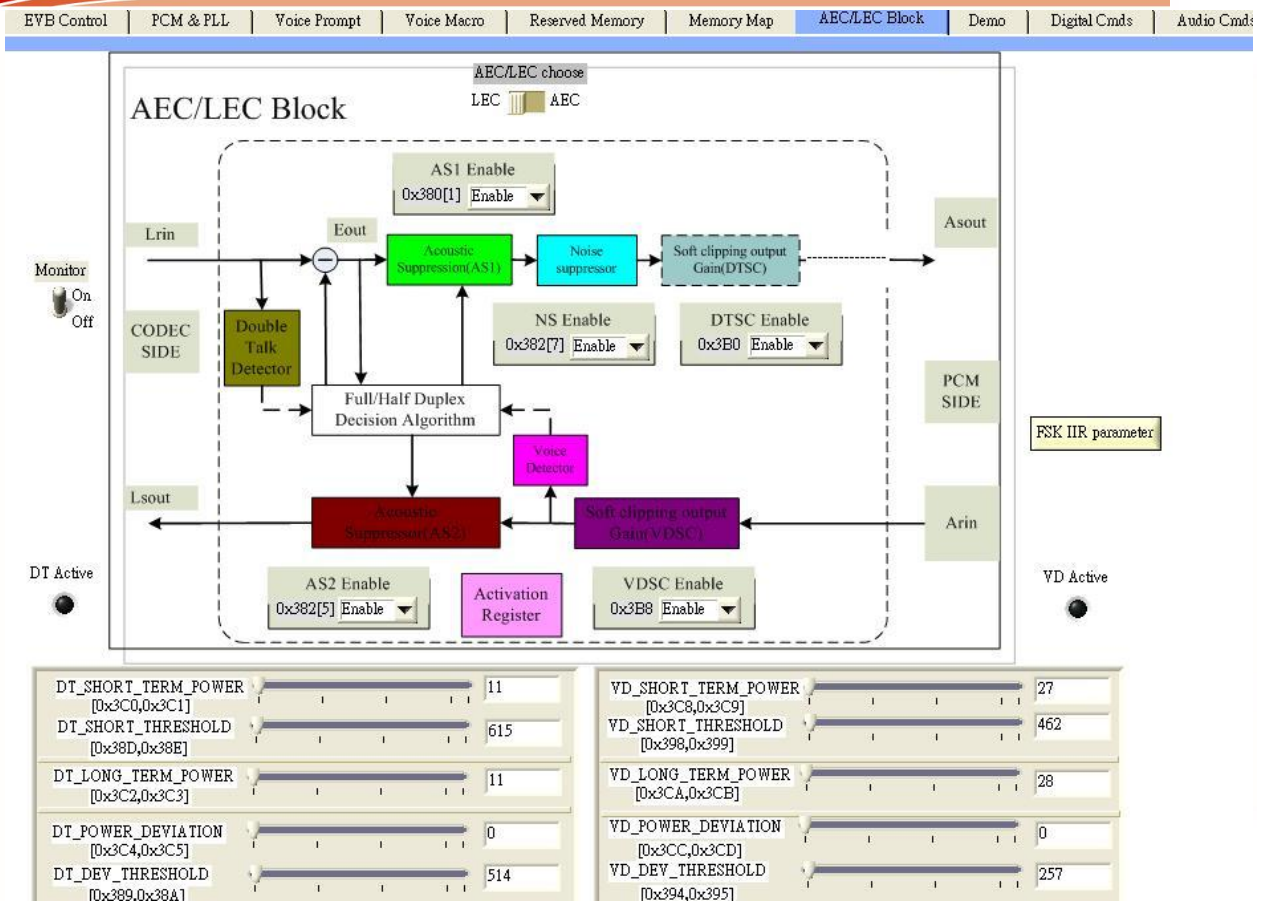 EVB Control
PCM & PLL
Voice Prompt
Voice Macro
Reserved Memory
Memory Map
AEC/LEC Block
Demo
Digital Cmds
Audio Cmds
AEC/LEC choose
LEC
AEC
AEC/LEC Block
AS1 Enable
0x380[1] Enable
Lrin
Eout
Asout
Acoustic
Suppression(AS1)
Noise
suppressor
Soft clipping output
Gain(DTSC)
Monitor
On
Off
CODEC
SIDE
Double
Talk
Detector
NS Enable
0x382[7] Enable
DTSC Enable
0x3B0 Enable
Full/Half Duplex
Decision Algorithm
PCM
SIDE
FSK IIR parameter
Voice
Detector
Lsout
Acoustic
Suppression(AS2)
Soft clipping output
Gain(VDSC)
Arin
DT Active
AS2 Enable
0x382[5] Enable
Activation
Register
VDSC Enable
0x3B8 Enable
VD Active
DT_SHORT_TERM_POWER
[0x3C0,0x3C1]
11
DT_SHORT_THRESHOLD
[0x38D,0x38E]
615
DT_LONG_TERM_POWER
[0x3C2,0x3C3]
11
DT_POWER_DEVIATION
[0x3C4,0x3C5]
0
DT_DEV_THRESHOLD
[0x389,0x38A]
514
VD_SHORT_TERM_POWER
[0x3C8,0x3C9]
27
VD_SHORT_THRESHOLD
[0x398,0x399]
462
VD_LONG_TERM_POWER
[0x3CA,0x3CB]
28
VD_POWER_DEVIATION
[0x3CC,0x3CD]
0
VD_DEV_THRESHOLD
[0x394,0x395]
257